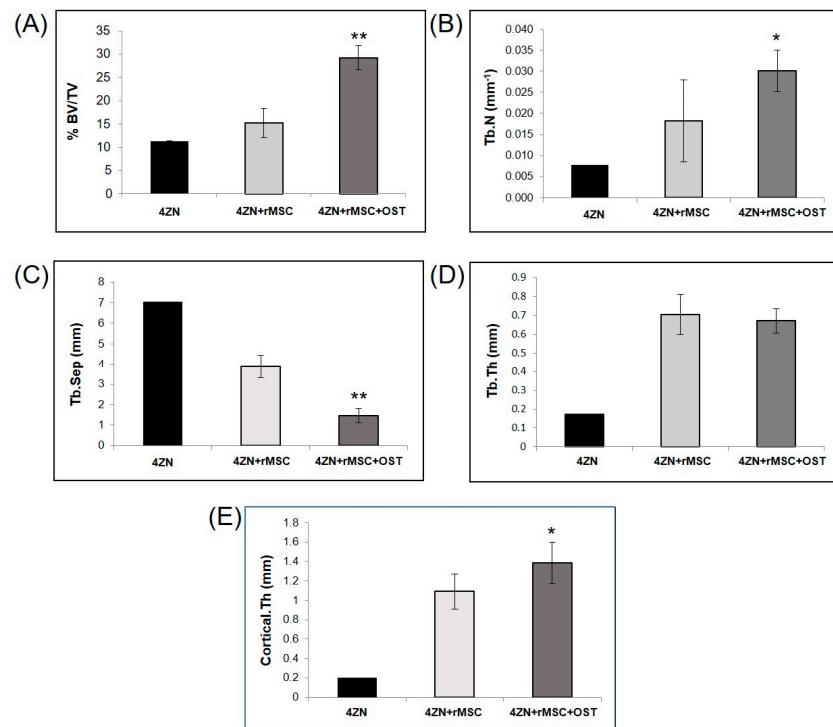 (A)
% BV/TV
35
30
25
20
15
10
5
0
**
4ZN
4ZN+rMSC
4ZN+rMSC+OST
(B)
Tb.N (mm-1)
0.040
0.035
0.030
0.025
0.020
0.015
0.010
0.005
0.000
*
4ZN
4ZN+rMSC
4ZN+rMSC+OST
(C)
Tb.Sep (mm)
8
7
6
5
4
3
2
1
0
**
4ZN
4ZN+rMSC
4ZN+rMSC+OST
(D)
Tb.Th (mm)
0.9
0.8
0.7
0.6
0.5
0.4
0.3
0.2
0.1
0
4ZN
4ZN+rMSC
4ZN+rMSC+OST
(E)
Cortical.Th (mm)
1.8
1.6
1.4
1.2
1
0.8
0.6
0.4
0.2
0
*
4ZN
4ZN+rMSC
4ZN+rMSC+OST